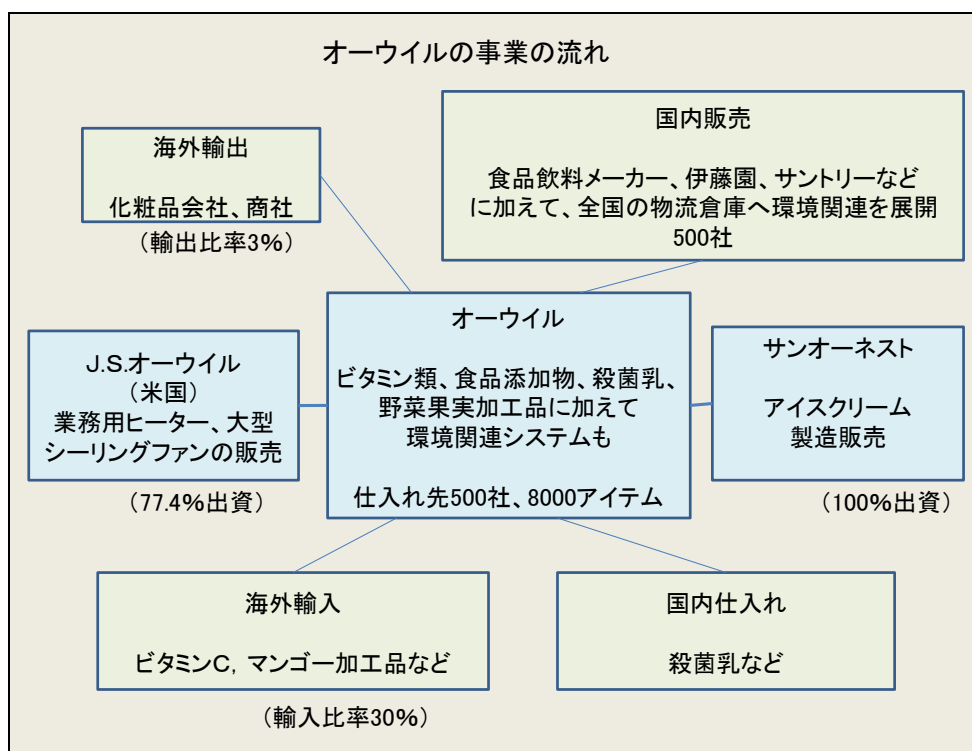 オーウイルの事業の流れ
海外輸出
化粧品会社、商社
（輸出比率3%）
国内販売
食品飲料メーカー、伊藤園、サントリーなど
に加えて、全国の物流倉庫へ環境関連を展開
500社
J.S.オーウイル
（米国）
業務用ヒーター、大型
シーリングファンの販売
（77.4%出資）
オーウイル
ビタミン類、食品添加物、殺菌乳、
野菜果実加工品に加えて
環境関連システムも
仕入れ先500社、8000アイテム
サンオーネスト
アイスクリーム
製造販売
（100%出資）
海外輸入
ビタミンC，マンゴー加工品など
（輸入比率30%）
国内仕入れ
殺菌乳など